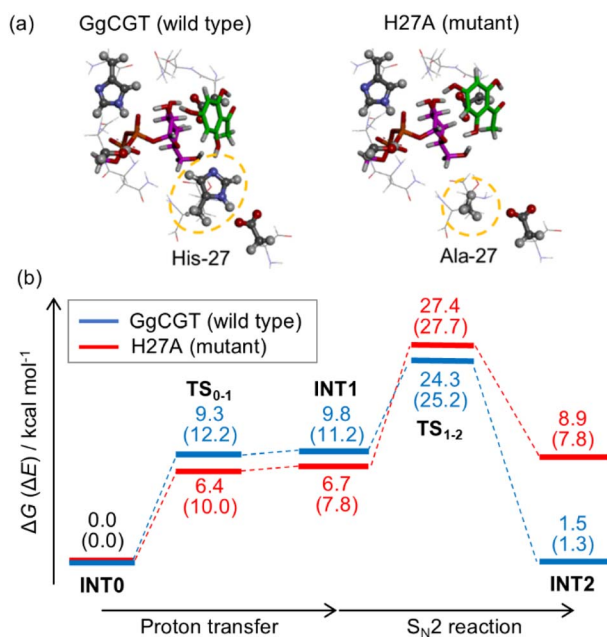 (a)
GgCGT (wild type)
H27A (mutant)
His-27
Ala-27
(b)
ΔG (ΔE) / kcal mol⁻¹
GgCGT (wild type)
H27A (mutant)
0.0
(0.0)
INT0
TS₀₋₁
9.3
(12.2)
6.4
(10.0)
INT1
9.8
(11.2)
6.7
(7.8)
27.4
(27.7)
24.3
(25.2)
TS₁₋₂
8.9
(7.8)
1.5
(1.3)
INT2
Proton transfer
Sₙ2 reaction